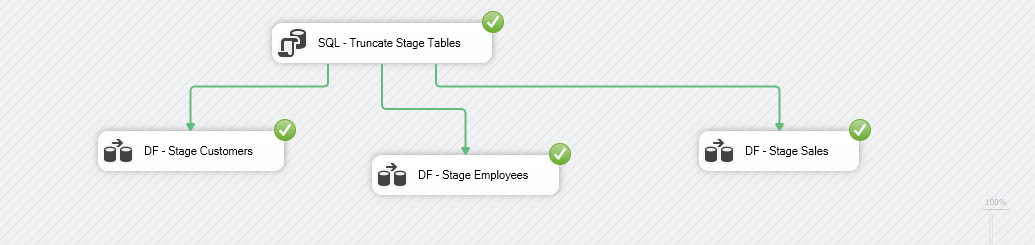 SQL - Truncate Stage Tables
DF - Stage Customers
DF - Stage Employees
DF - Stage Sales
100%